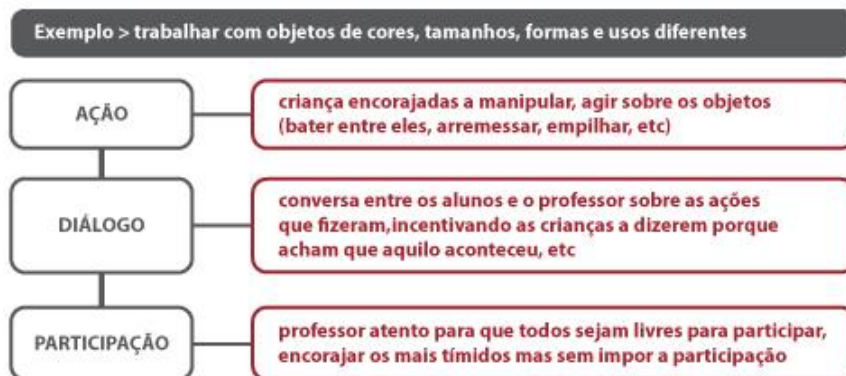 Exemplo > trabalhar com objetos de cores, tamanhos, formas e usos diferentes
AÇÃO
criança encorajadas a manipular, agir sobre os objetos
(bater entre eles, arremessar, empilhar, etc)
DIÁLOGO
conversa entre os alunos e o professor sobre as ações
que fizeram,incentivando as crianças a dizerem porque
acham que aquilo aconteceu, etc
PARTICIPAÇÃO
professor atento para que todos sejam livres para participar,
encorajar os mais tímidos mas sem impor a participação